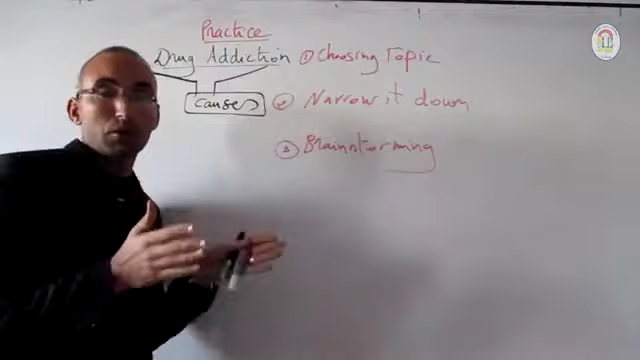 Practice
Drug Addiction ① Choosing Topic
Causes ② Narrow it down
③ Brainstorming